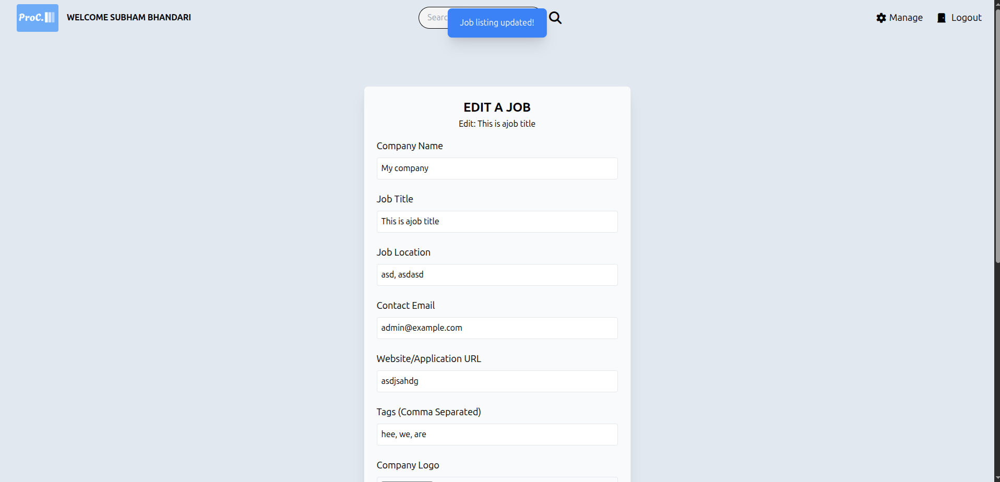 ProC.
WELCOME SUBHAM BHANDARI
Searc
Job listing updated!
Manage
Logout
EDIT A JOB
Edit: This is ajob title
Company Name
My company
Job Title
This is ajob title
Job Location
asd, asdasd
Contact Email
admin@example.com
Website/Application URL
asdjsahdg
Tags (Comma Separated)
hee, we, are
Company Logo